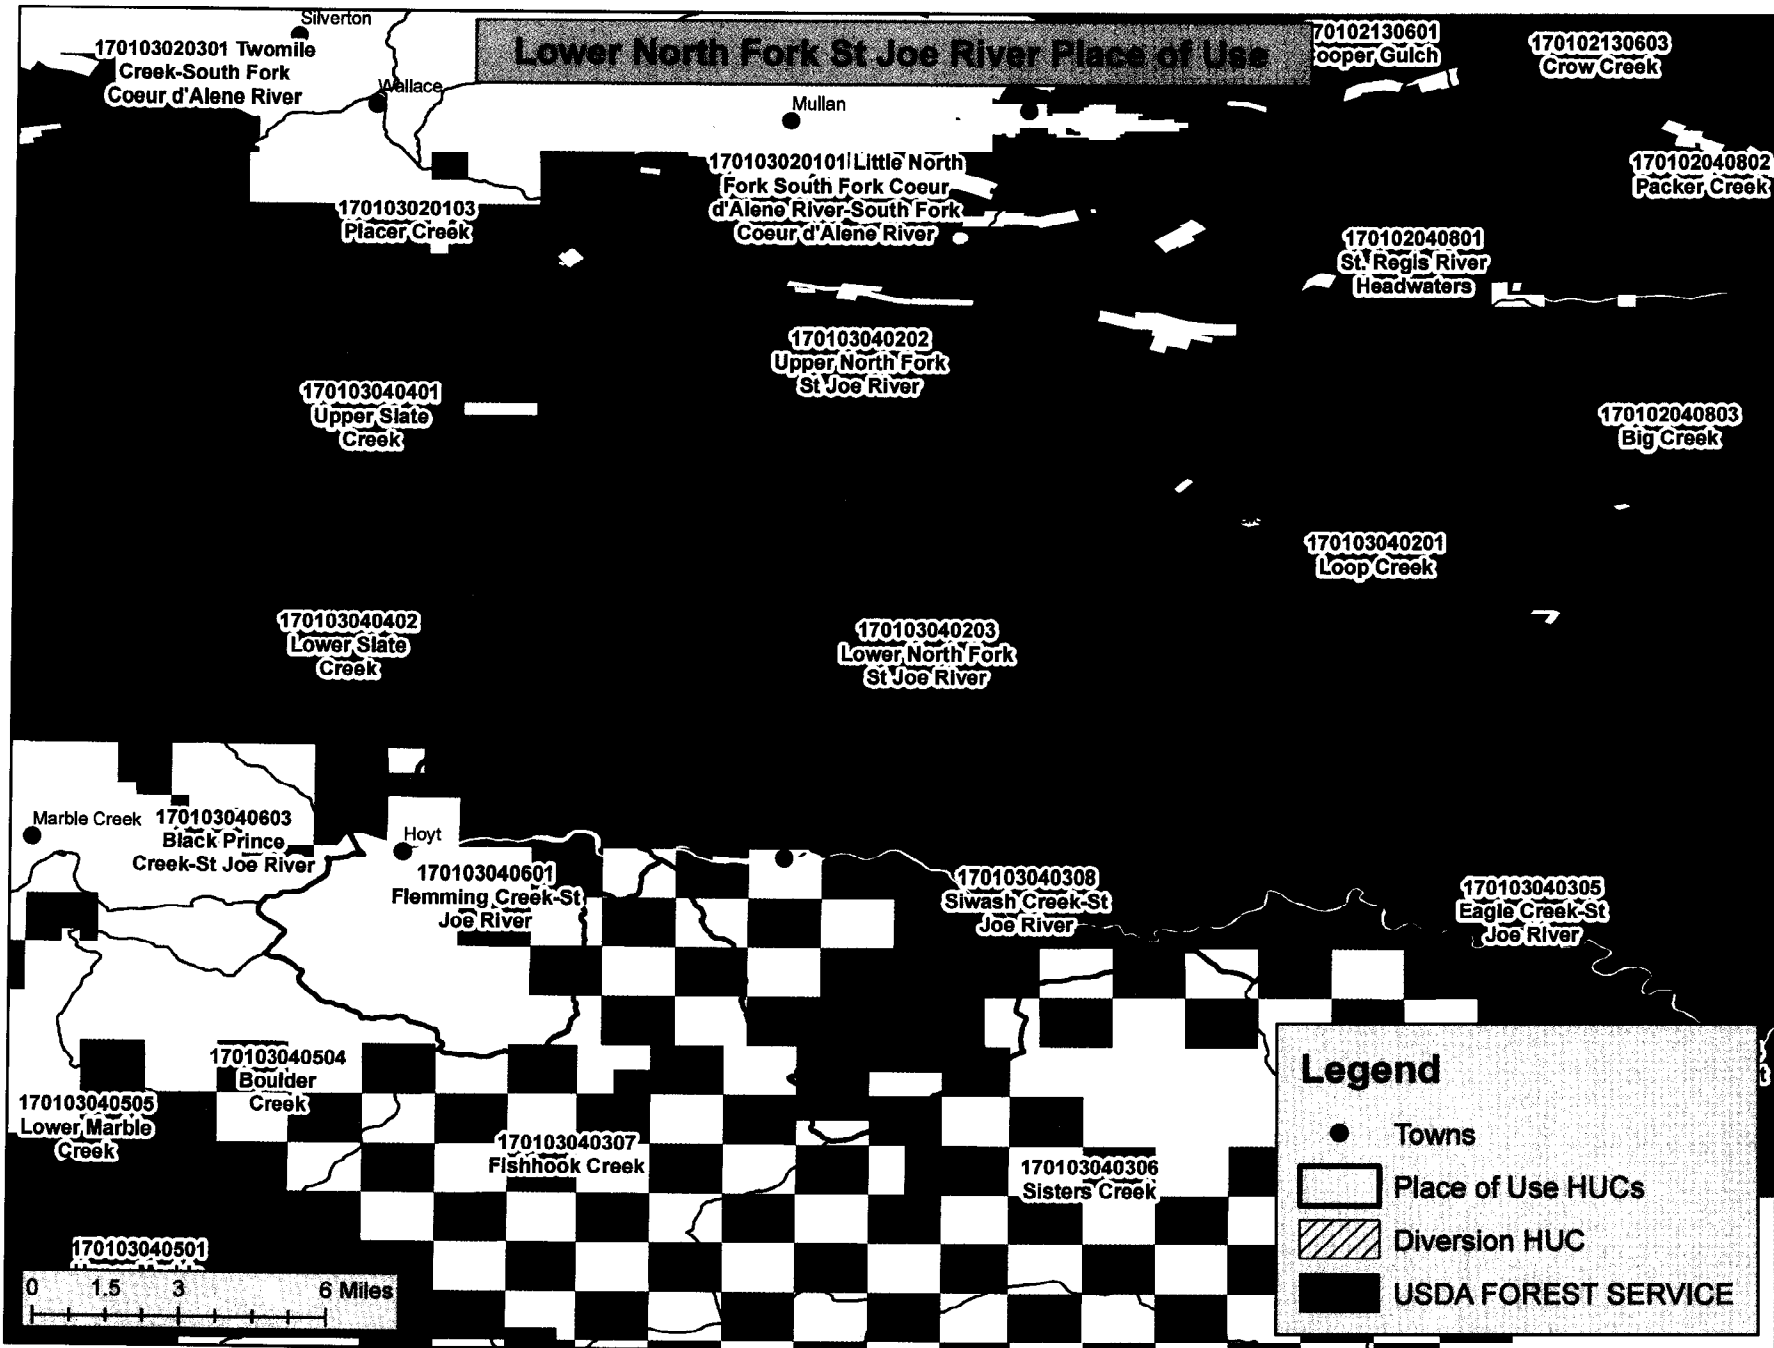 Silverton
Lower North Fork St Joe River Place of Use
170103020301 Twomile
Creek-South Fork
Coeur d'Alene River
Wallace
Mullan
170102130603
Crow Creek
170102040802
Packer Creek
170103020101 Little North
Fork South Fork Coeur
d'Alene River-South Fork
Coeur d'Alene River
170103020103
Placer Creek
170102040801
St. Regis River
Headwaters
170103040202
Upper North Fork
St Joe River
170103040401
Upper Slate
Creek
170102040803
Big Creek
170103040201
Loop Creek
170103040402
Lower Slate
Creek
170103040203
Lower North Fork
St Joe River
Marble Creek
170103040603
Black Prince
Creek-St Joe River
Hoyt
170103040601
Flemming Creek-St
Joe River
170103040308
Siwash Creek-St
Joe River
170103040305
Eagle Creek-St
Joe River
170103040504
Boulder
Creek
170103040505
Lower Marble
Creek
170103040307
Fishhook Creek
170103040306
Sisters Creek
170103040501
0 1.5 3 6 Miles
Legend
Towns
Place of Use HUCs
Diversion HUC
USDA FOREST SERVICE